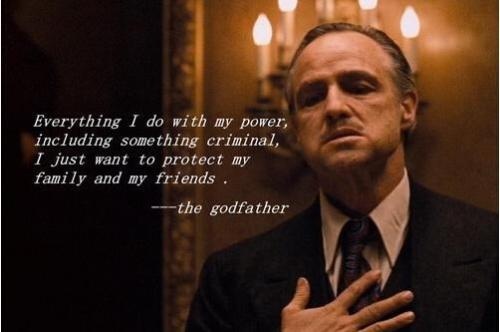 Everything I do with my power,
including something criminal,
I just want to protect my
family and my friends .
---the godfather